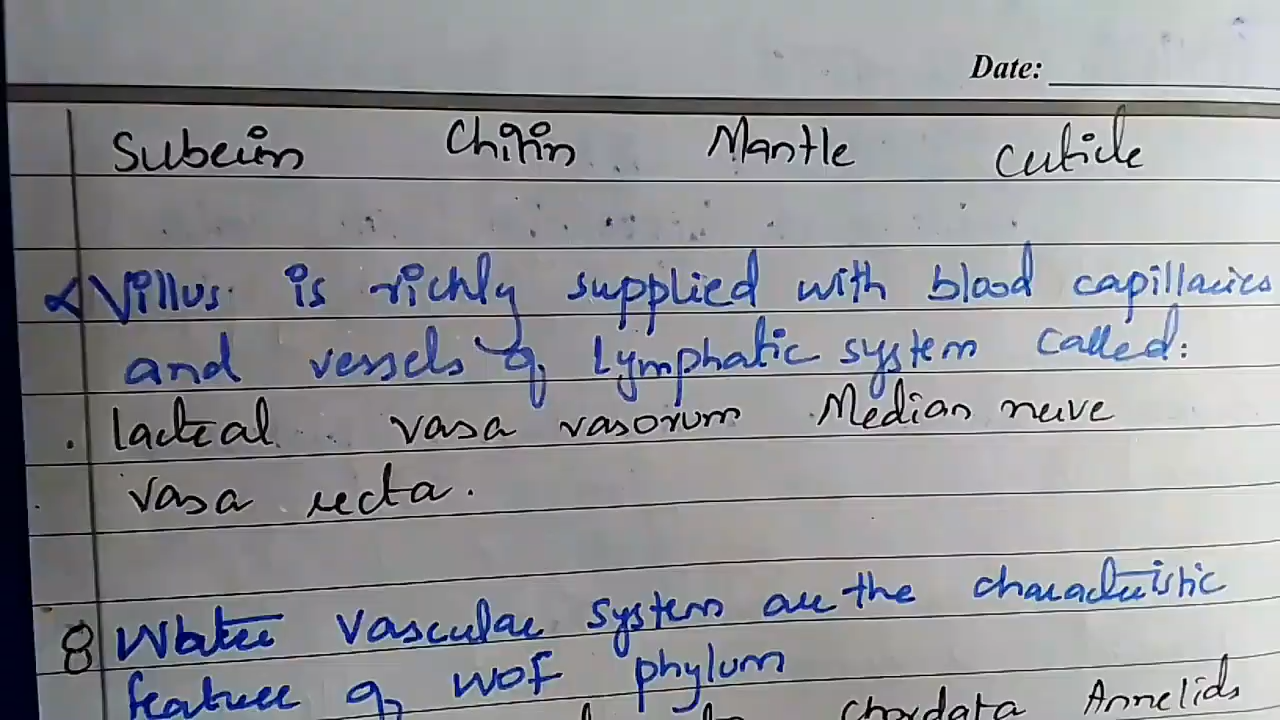 Date:
Suberin Chitin Mantle Cuticle
Villus is richly supplied with blood capillaries
and vessels of Lymphatic system called:
lacteal vasa vasorum Median nerve
vasa recta.
8 Water vascular system are the characteristic
feature of wof phylum
chordata Annelids